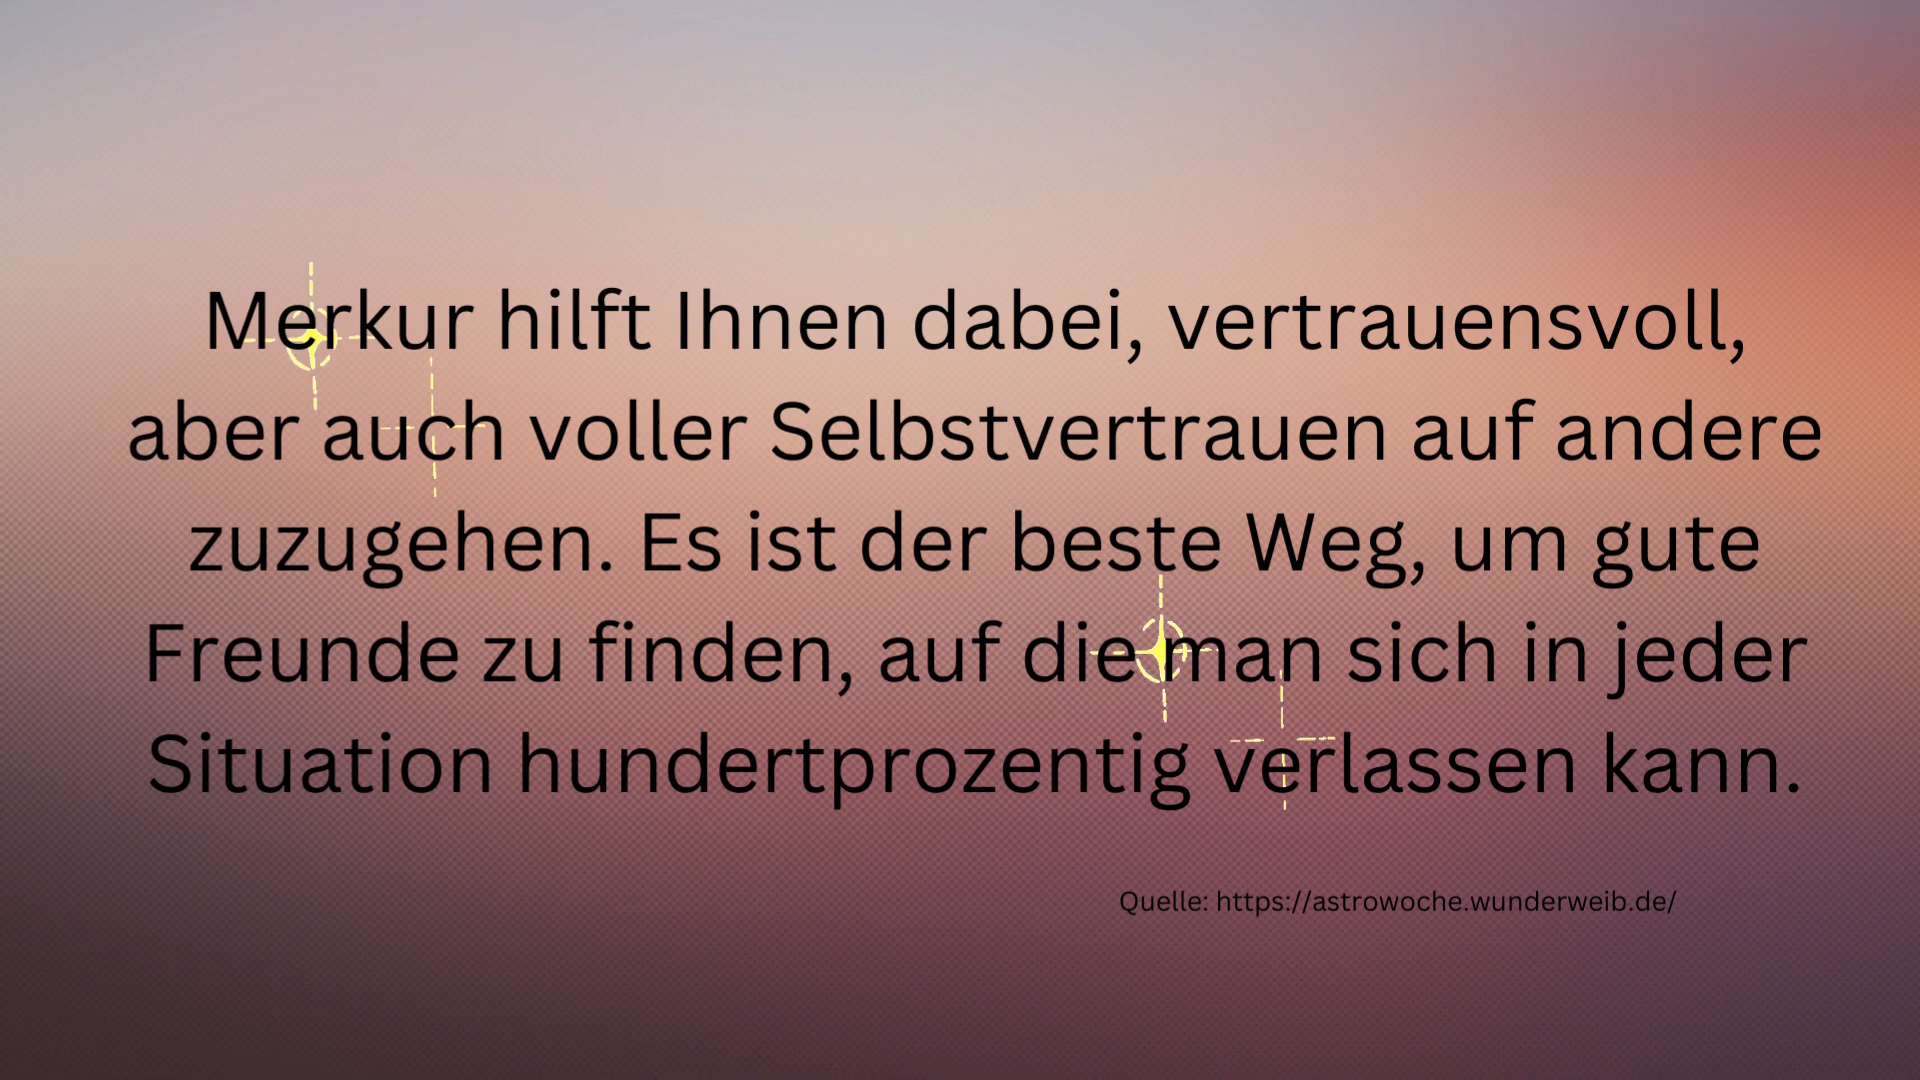 Merkur hilft Ihnen dabei, vertrauensvoll,
aber auch voller Selbstvertrauen auf andere
zuzugehen. Es ist der beste Weg, um gute
Freunde zu finden, auf die man sich in jeder
Situation hundertprozentig verlassen kann.
Quelle: https://astrowoche.wunderweib.de/